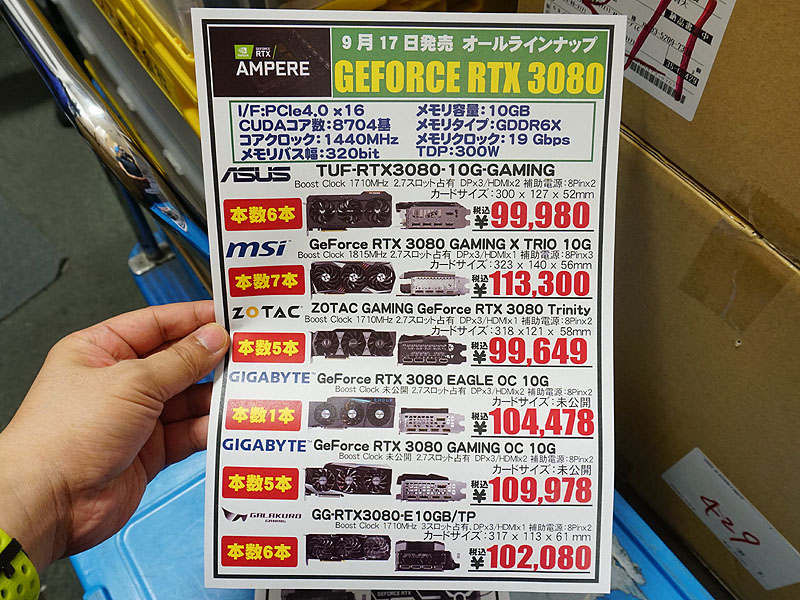 GEFORCE RTX
AMPERE
9月17日発売 オールラインナップ
GEFORCE RTX 3080
I/F:PCIe4.0 x16 メモリ容量:10GB
CUDAコア数:8704基 メモリタイプ:GDDR6X
コアクロック:1440MHz メモリクロック:19 Gbps
メモリバス幅:320bit TDP:300W
ASUS TUF-RTX3080-10G-GAMING
Boost Clock 1710MHz 2.7スロット占有 DPx3/HDMIx2 補助電源:8Pinx2
カードサイズ:300 x 127 x 52mm
本数6本 税込 99,980
msi GeForce RTX 3080 GAMING X TRIO 10G
Boost Clock 1815MHz 2.7スロット占有 DPx3/HDMIx1 補助電源:8Pinx3
カードサイズ:323 x 140 x 56mm
本数7本 税込 113,300
ZOTAC ZOTAC GAMING GeForce RTX 3080 Trinity
Boost Clock 1710MHz 2.7スロット占有 DPx3/HDMIx1 補助電源:8Pinx2
カードサイズ:318 x121 x 58mm
本数5本 税込 99,649
GIGABYTE GeForce RTX 3080 EAGLE OC 10G
Boost Clock 未公開 2.7スロット占有 DPx3/HDMIx1 補助電源:8Pinx2
カードサイズ:未公開
本数1本 税込 104,478
GIGABYTE GeForce RTX 3080 GAMING OC 10G
Boost Clock 未公開 2.7スロット占有 DPx3/HDMIx1 補助電源:8Pinx2
カードサイズ:未公開
本数5本 税込 109,978
GALAKURO GAMING GG-RTX3080-E10GB/TP
Boost Clock 1710MHz 3スロット占有、DPx3/HDMIx1 補助電源:8Pinx2
カードサイズ:317 x 113 x 61 mm
本数6本 税込 102,080
429